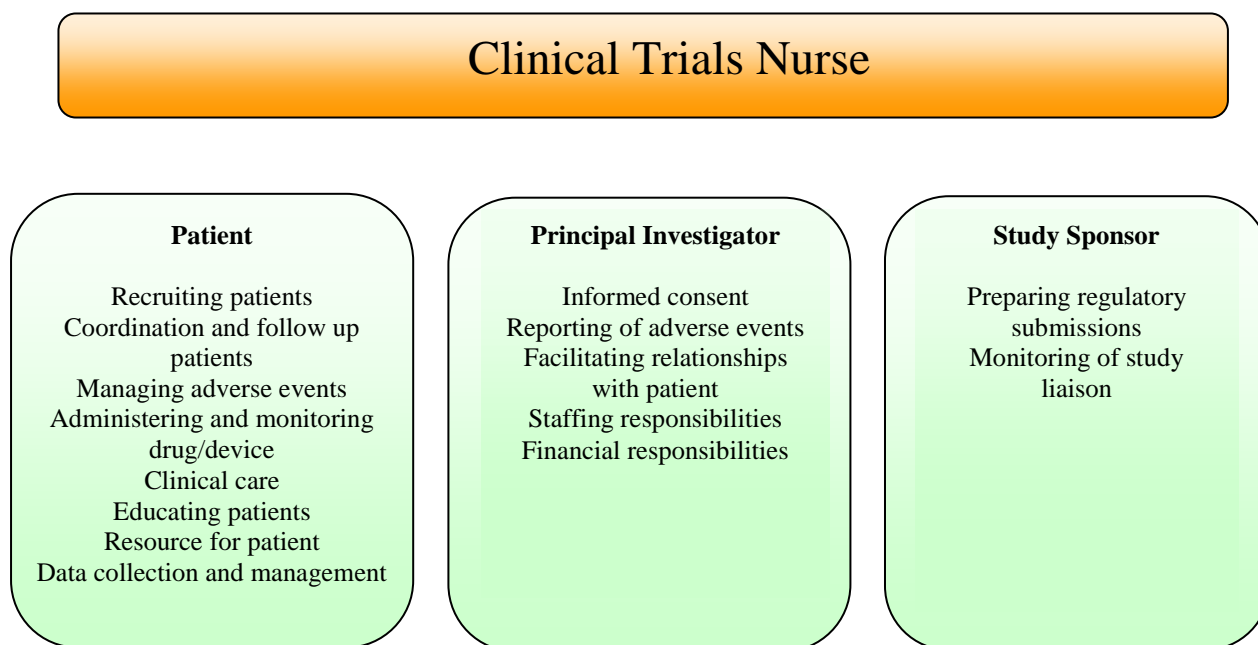 Clinical Trials Nurse
Patient
Recruiting patients
Coordination and follow up
patients
Managing adverse events
Administering and monitoring
drug/device
Clinical care
Educating patients
Resource for patient
Data collection and management
Principal Investigator
Informed consent
Reporting of adverse events
Facilitating relationships
with patient
Staffing responsibilities
Financial responsibilities
Study Sponsor
Preparing regulatory
submissions
Monitoring of study
liaison